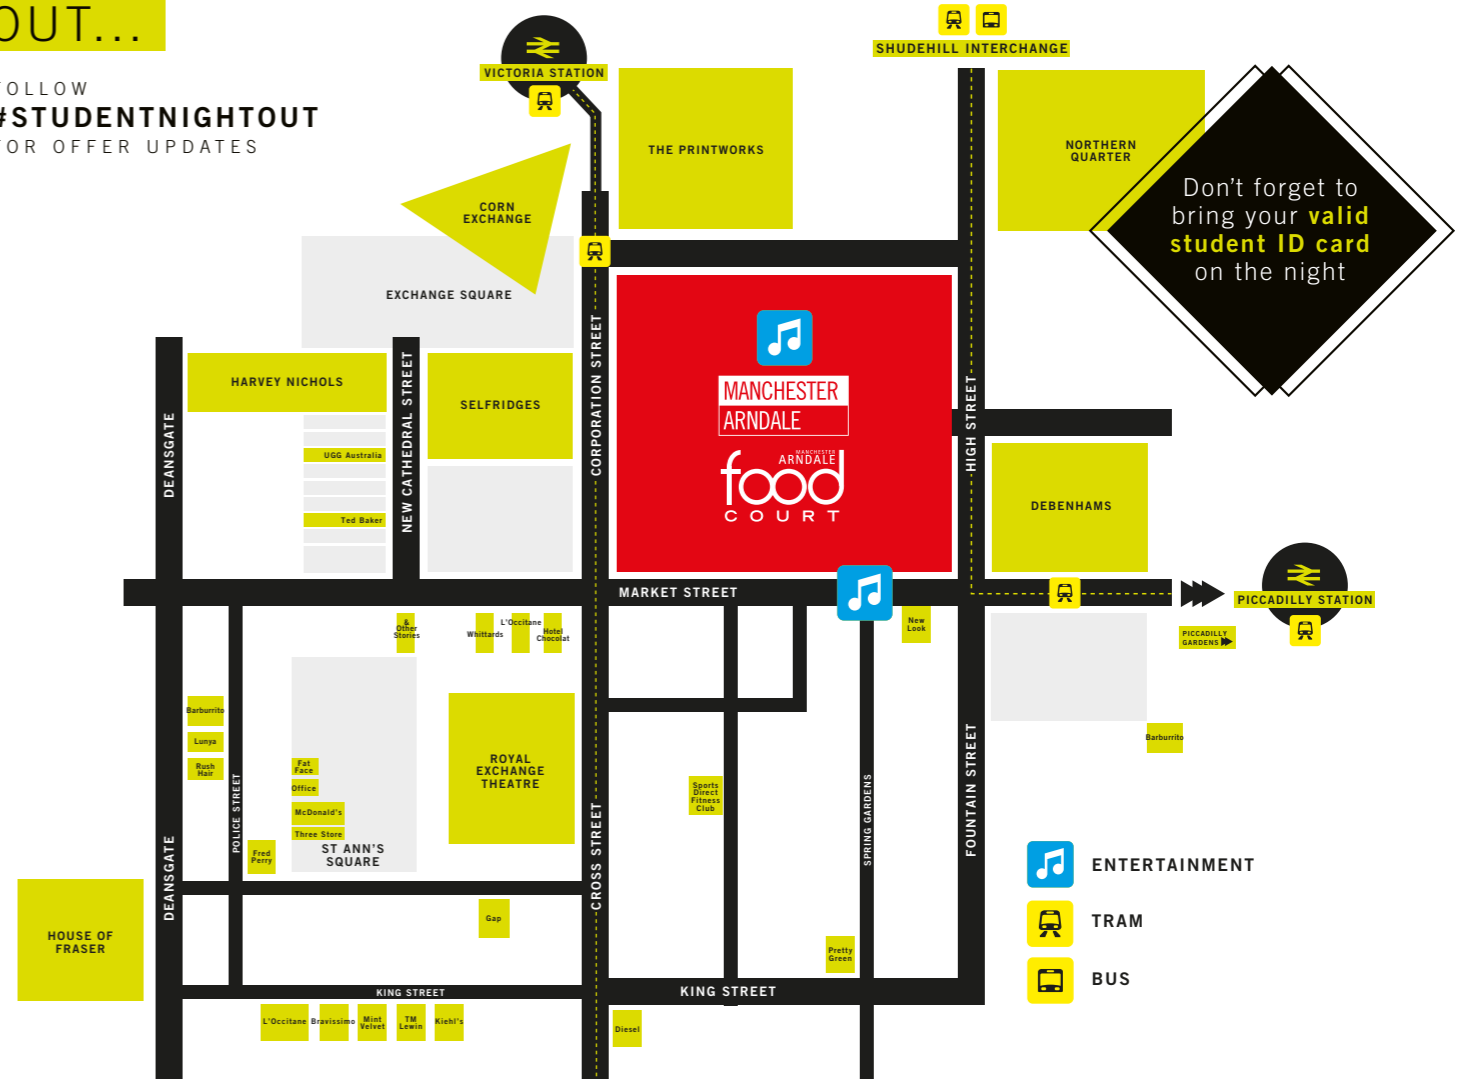 OUT...
FOLLOW
#STUDENTNIGHTOUT
FOR OFFER UPDATES
VICTORIA STATION
SHUDEHILL INTERCHANGE
THE PRINTWORKS
NORTHERN
QUARTER
Don't forget to
bring your valid
student ID card
on the night
CORN
EXCHANGE
EXCHANGE SQUARE
HARVEY NICHOLS
SELFRIDGES
UGG Australia
Ted Baker
DEANSGATE
NEW CATHEDRAL STREET
CORPORATION STREET
MANCHESTER
ARNDALE
MANCHESTER
ARNDALE
food
COURT
HIGH STREET
DEBENHAMS
MARKET STREET
PICCADILLY STATION
PICCADILLY
GARDENS
&
Other
Stories
Whittards
L'Occitane
Hotel
Chocolat
New
Look
Barburrito
Lunya
Rush
Hair
POLICE STREET
Fat
Face
Office
McDonald's
Three Store
ST ANN'S
SQUARE
Fred
Perry
ROYAL
EXCHANGE
THEATRE
CROSS STREET
Sports
Direct
Fitness
Club
SPRING GARDENS
FOUNTAIN STREET
Barburrito
DEANSGATE
HOUSE OF
FRASER
Gap
Pretty
Green
KING STREET
KING STREET
L'Occitane
Bravissimo
Mint
Velvet
TM
Lewin
Kiehl's
Diesel
ENTERTAINMENT
TRAM
BUS